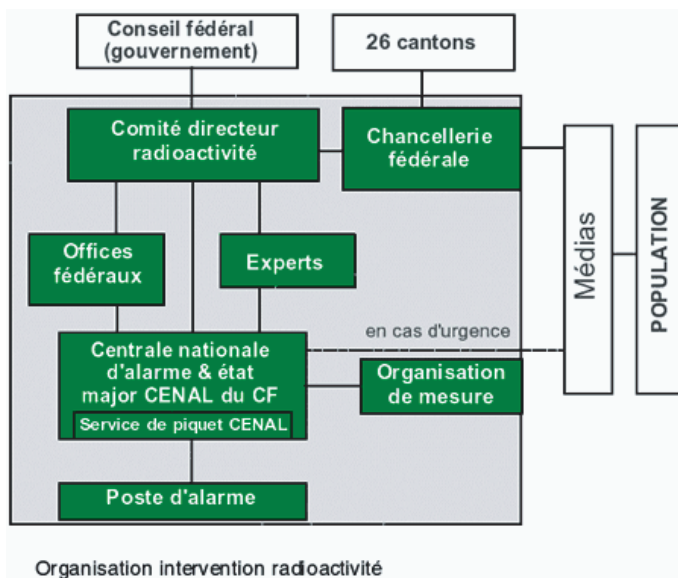 Conseil fédéral
(gouvernement)
26 cantons
Comité directeur
radioactivité
Chancellerie
fédérale
Médias
POPULATION
Offices
fédéraux
Experts
en cas d'urgence
Centrale nationale
d'alarme & état
major CENAL du CF
Service de piquet CENAL
Organisation
de mesure
Poste d'alarme
Organisation intervention radioactivité